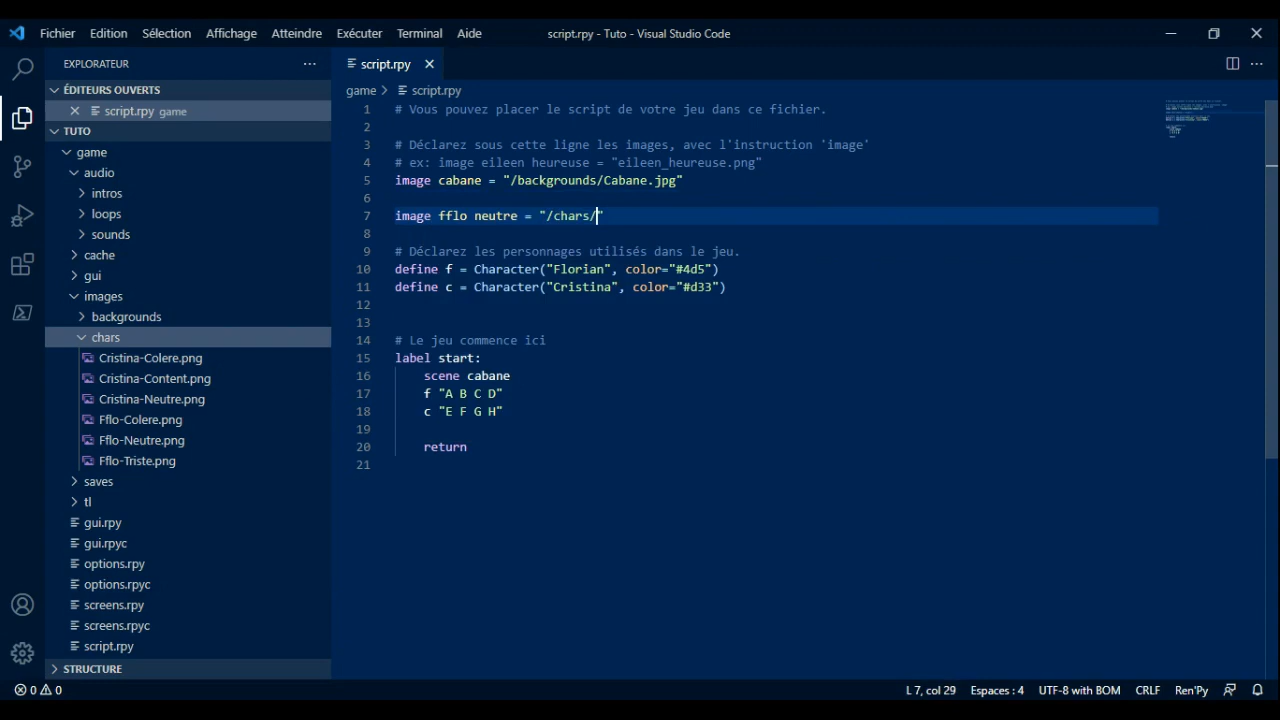 Fichier Edition Sélection Affichage Atteindre Exécuter Terminal Aide script.rpy - Tuto - Visual Studio Code
EXPLORATEUR
ÉDITEURS OUVERTS
script.rpy game
TUTO
game
audio
intros
loops
sounds
cache
gui
images
backgrounds
chars
Cristina-Colere.png
Cristina-Content.png
Cristina-Neutre.png
Fflo-Colere.png
Fflo-Neutre.png
Fflo-Triste.png
saves
tl
gui.rpy
gui.rpyc
options.rpy
options.rpyc
screens.rpy
screens.rpyc
script.rpy
STRUCTURE
script.rpy
game > script.rpy
1 # Vous pouvez placer le script de votre jeu dans ce fichier.
2
3 # Déclarez sous cette ligne les images, avec l'instruction 'image'
4 # ex: image eileen heureuse = "eileen_heureuse.png"
5 image cabane = "/backgrounds/Cabane.jpg"
6
7 image fflo neutre = "/chars/"
8
9 # Déclarez les personnages utilisés dans le jeu.
10 define f = Character("Florian", color="#4d5")
11 define c = Character("Cristina", color="#d33")
12
13
14 # Le jeu commence ici
15 label start:
16 scene cabane
17 f "A B C D"
18 c "E F G H"
19
20 return
21
0 0 L 7, col 29 Espaces : 4 UTF-8 with BOM CRLF Ren'Py